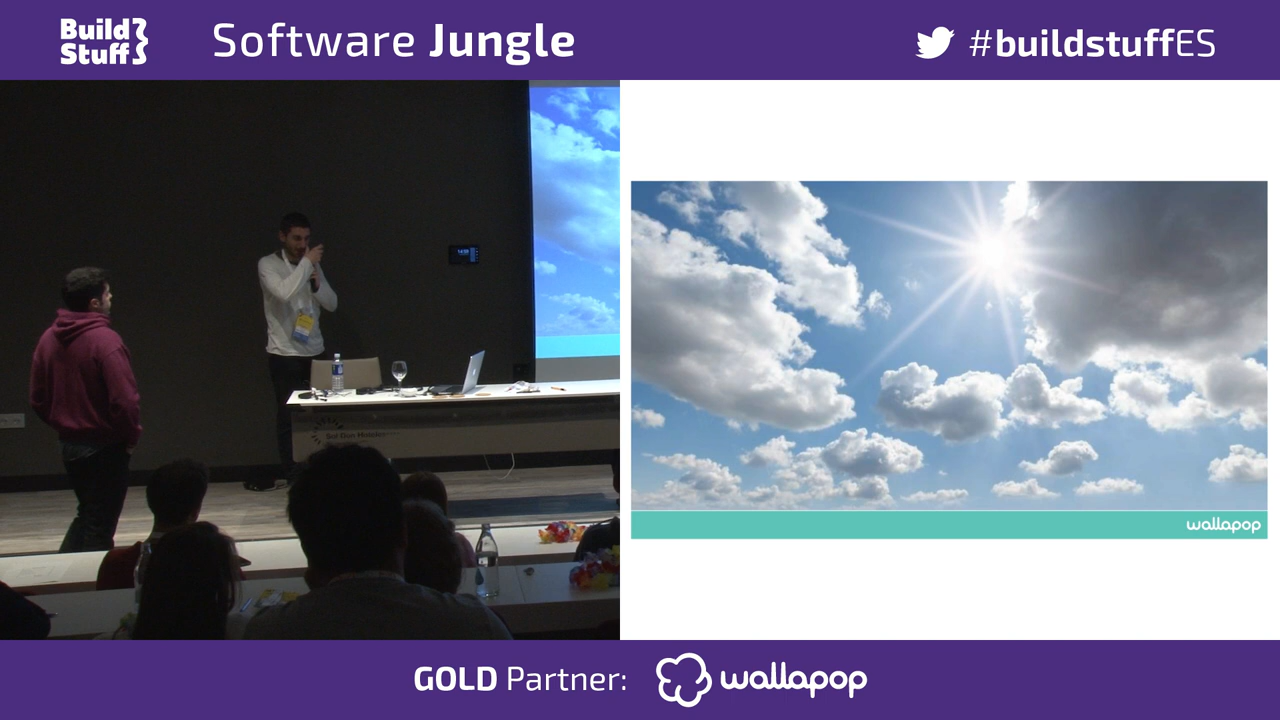 Build Stuff
Software Jungle
#buildstuffES
wallapop
GOLD Partner:
wallapop